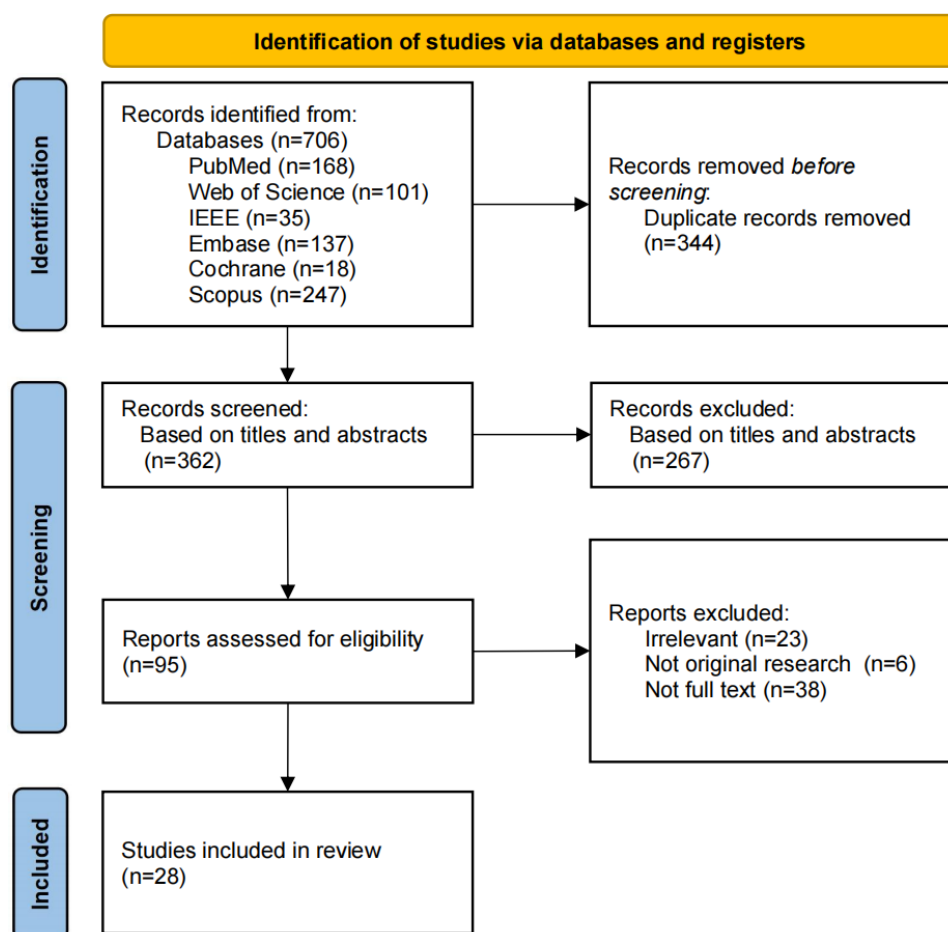 Identification of studies via databases and registers
Identification
Records identified from:
Databases (n=706)
PubMed (n=168)
Web of Science (n=101)
IEEE (n=35)
Embase (n=137)
Cochrane (n=18)
Scopus (n=247)
Records removed before
screening:
Duplicate records removed
(n=344)
Screening
Records screened:
Based on titles and abstracts
(n=362)
Records excluded:
Based on titles and abstracts
(n=267)
Reports assessed for eligibility
(n=95)
Reports excluded:
Irrelevant (n=23)
Not original research (n=6)
Not full text (n=38)
Included
Studies included in review
(n=28)